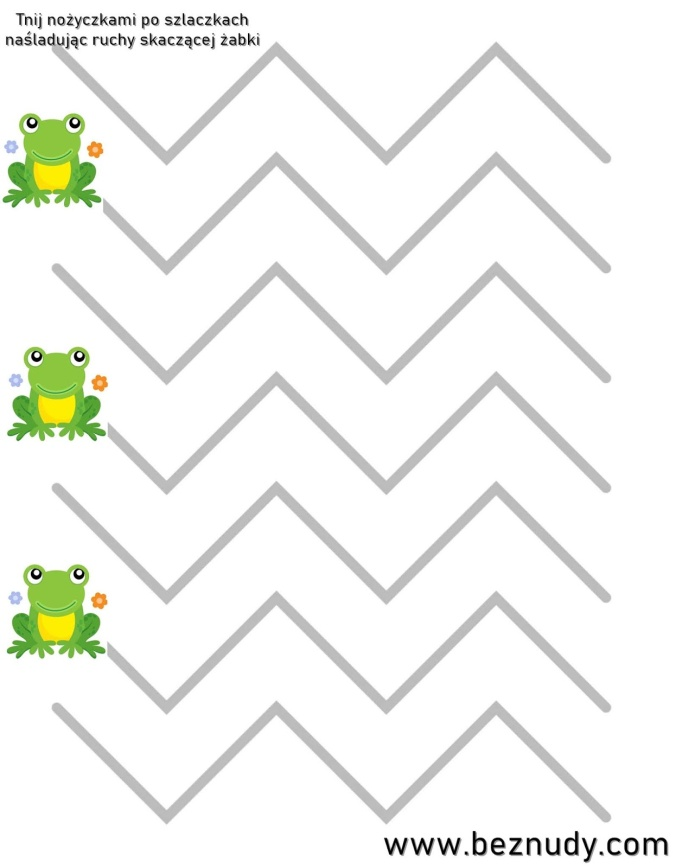 Tnij nożyczkami po szlaczkach
naśladując ruchy skaczącej żabki
www.beznudy.com